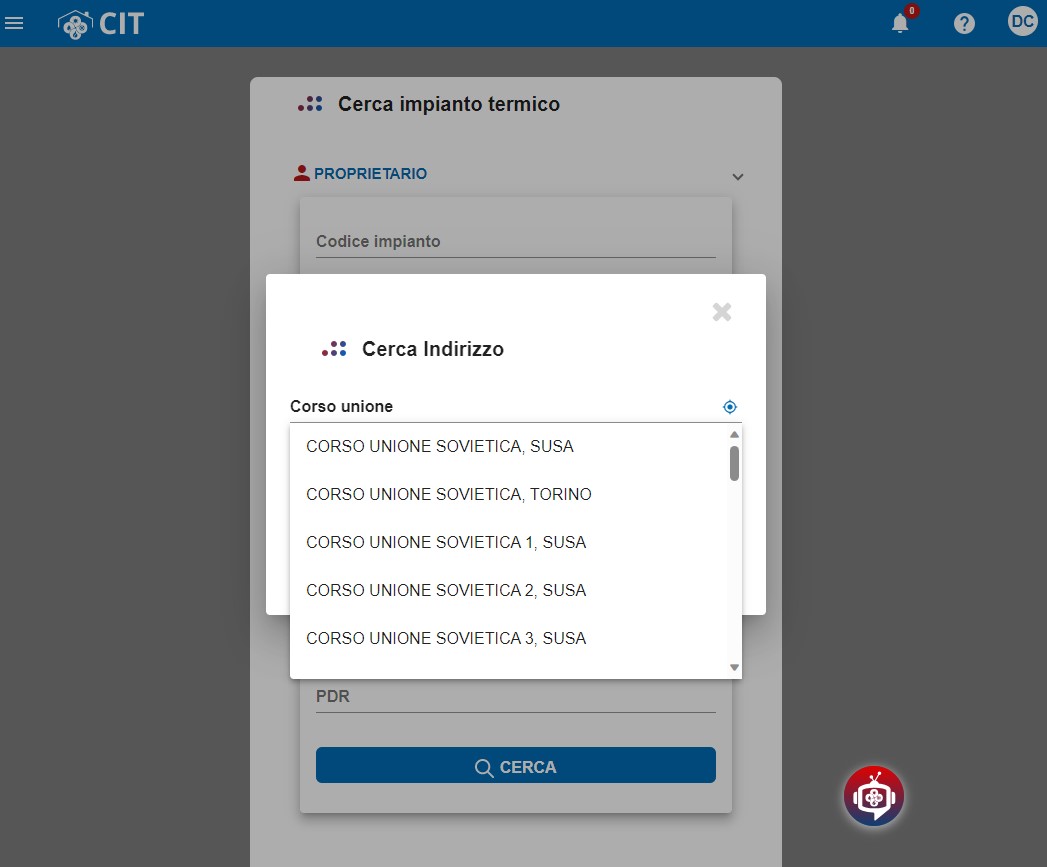 CIT
0
?
DC
Cerca impianto termico
PROPRIETARIO
Codice impianto
Cerca Indirizzo
Corso unione
CORSO UNIONE SOVIETICA, SUSA
CORSO UNIONE SOVIETICA, TORINO
CORSO UNIONE SOVIETICA 1, SUSA
CORSO UNIONE SOVIETICA 2, SUSA
CORSO UNIONE SOVIETICA 3, SUSA
PDR
CERCA